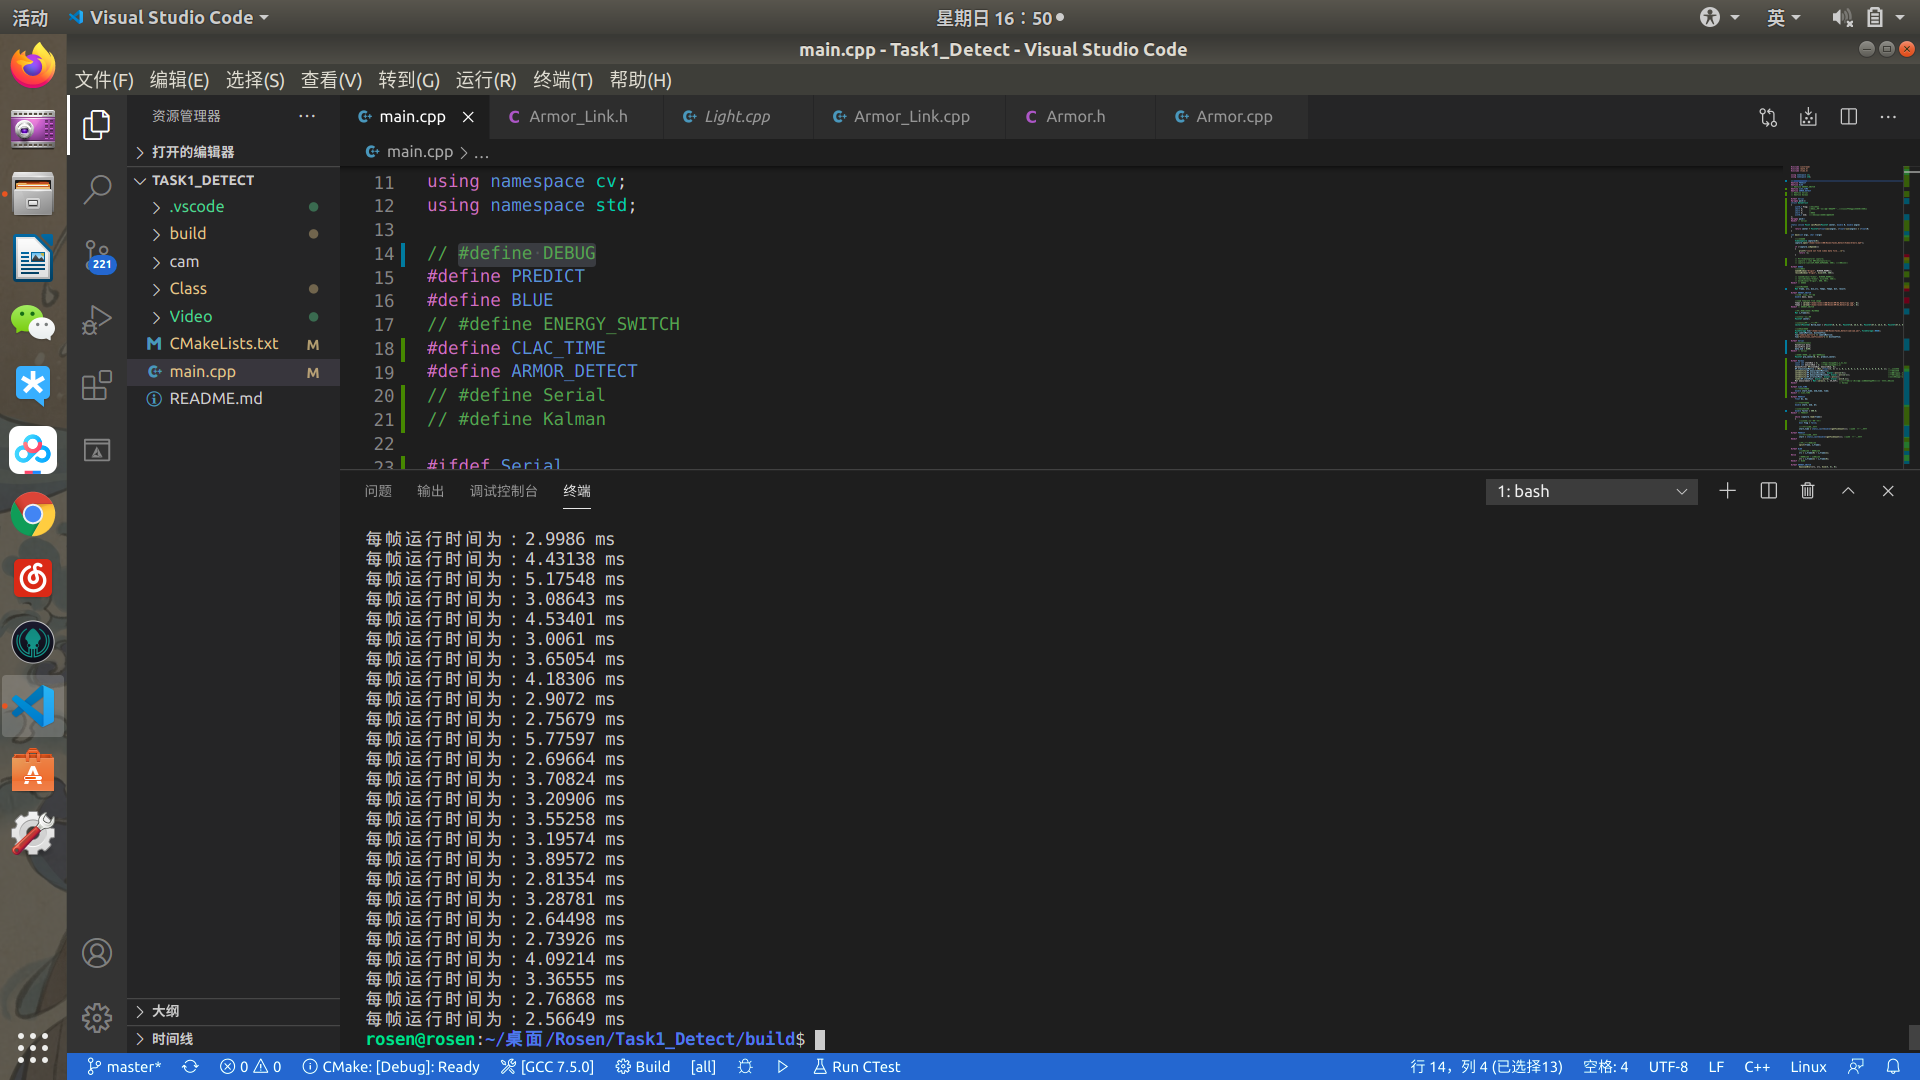 活动 Visual Studio Code 星期日 16：50 英
main.cpp - Task1_Detect - Visual Studio Code
文件(F) 编辑(E) 选择(S) 查看(V) 转到(G) 运行(R) 终端(T) 帮助(H)
资源管理器 ··· main.cpp Armor_Link.h Light.cpp Armor_Link.cpp Armor.h Armor.cpp
打开的编辑器
main.cpp > ...
TASK1_DETECT
.vscode
build
cam
Class
Video
CMakeLists.txt M
main.cpp M
README.md
221
大纲
时间线
11 using namespace cv;
12 using namespace std;
13
14 // #define DEBUG
15 #define PREDICT
16 #define BLUE
17 // #define ENERGY_SWITCH
18 #define CLAC_TIME
19 #define ARMOR_DETECT
20 // #define Serial
21 // #define Kalman
22
23 #ifdef Serial
问题 输出 调试控制台 终端 1: bash
每帧运行时间为：2.9986 ms
每帧运行时间为：4.43138 ms
每帧运行时间为：5.17548 ms
每帧运行时间为：3.08643 ms
每帧运行时间为：4.53401 ms
每帧运行时间为：3.0061 ms
每帧运行时间为：3.65054 ms
每帧运行时间为：4.18306 ms
每帧运行时间为：2.9072 ms
每帧运行时间为：2.75679 ms
每帧运行时间为：5.77597 ms
每帧运行时间为：2.69664 ms
每帧运行时间为：3.70824 ms
每帧运行时间为：3.20906 ms
每帧运行时间为：3.55258 ms
每帧运行时间为：3.19574 ms
每帧运行时间为：3.89572 ms
每帧运行时间为：2.81354 ms
每帧运行时间为：3.28781 ms
每帧运行时间为：2.64498 ms
每帧运行时间为：2.73926 ms
每帧运行时间为：4.09214 ms
每帧运行时间为：3.36555 ms
每帧运行时间为：2.76868 ms
每帧运行时间为：2.56649 ms
rosen@rosen:~/桌面/Rosen/Task1_Detect/build$
master* 0 0 CMake: [Debug]: Ready [GCC 7.5.0] Build [all] Run CTest 行 14，列 4 (已选择13) 空格: 4 UTF-8 LF C++ Linux